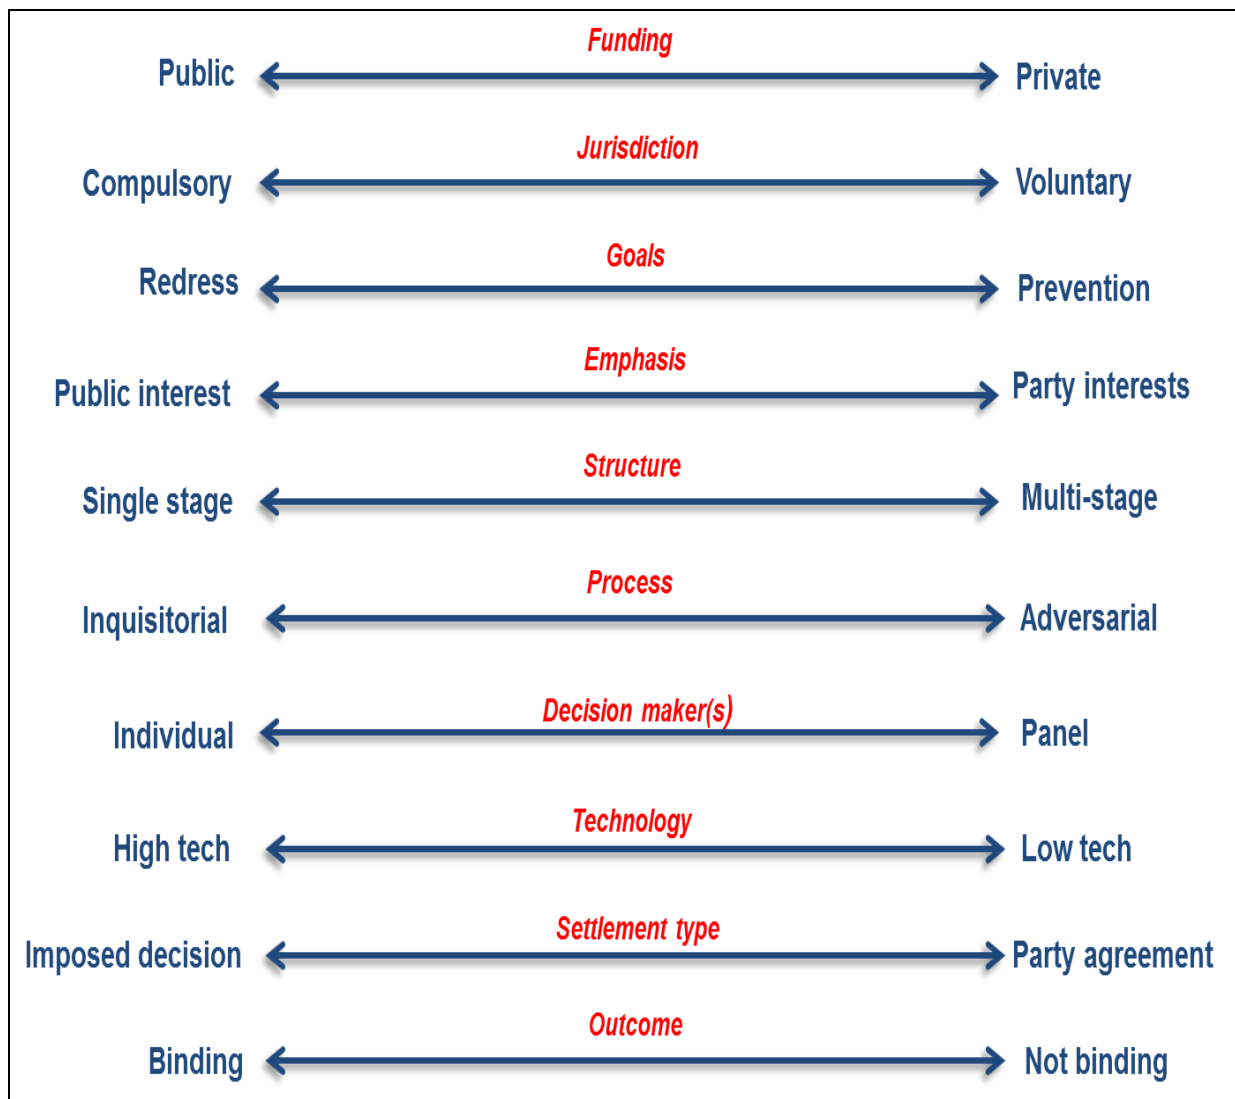 Funding
Public
Private
Jurisdiction
Compulsory
Voluntary
Goals
Redress
Prevention
Emphasis
Public interest
Party interests
Structure
Single stage
Multi-stage
Process
Inquisitorial
Adversarial
Decision maker(s)
Individual
Panel
Technology
High tech
Low tech
Settlement type
Imposed decision
Party agreement
Outcome
Binding
Not binding